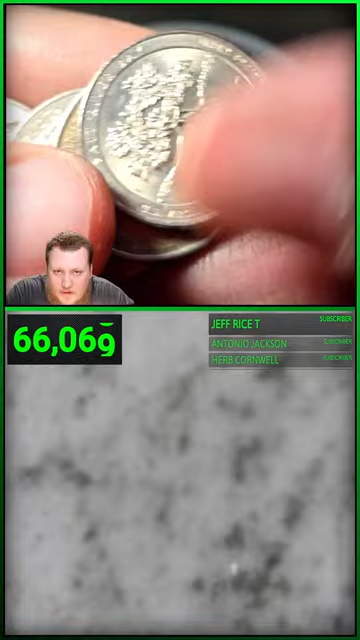 66,069
JEFF RICE T
SUBSCRIBER
ANTONIO JACKSON
SUBSCRIBER
HERB CORNWELL
SUBSCRIBER